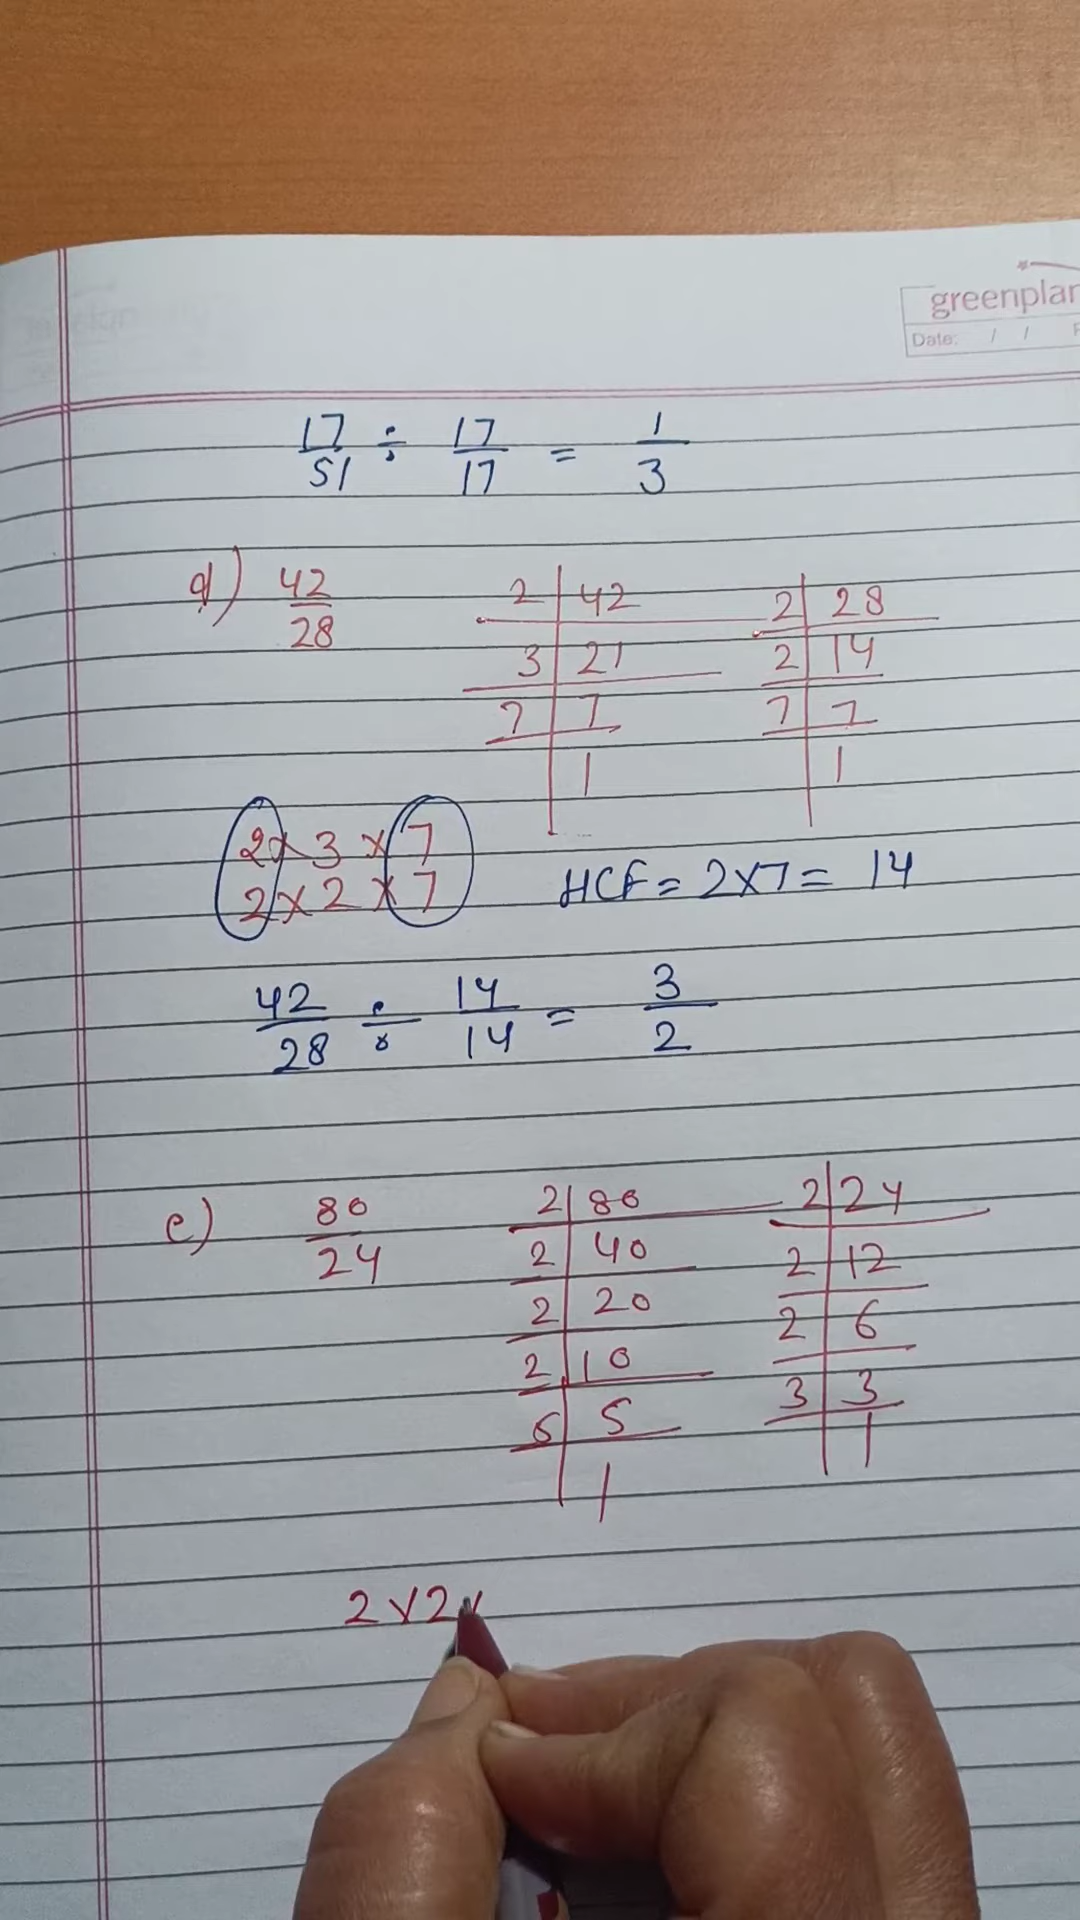 greenplan
Date: / /
17/51 ÷ 17/17 = 1/3
d) 42/28
2 | 42
3 | 21
7 | 7
1
2 | 28
2 | 14
7 | 7
1
2 × 3 × 7
2 × 2 × 7
HCF = 2 × 7 = 14
42/28 ÷ 14/14 = 3/2
e) 80/24
2 | 80
2 | 40
2 | 20
2 | 10
5 | 5
1
2 | 24
2 | 12
2 | 6
3 | 3
1
2 × 2 ×